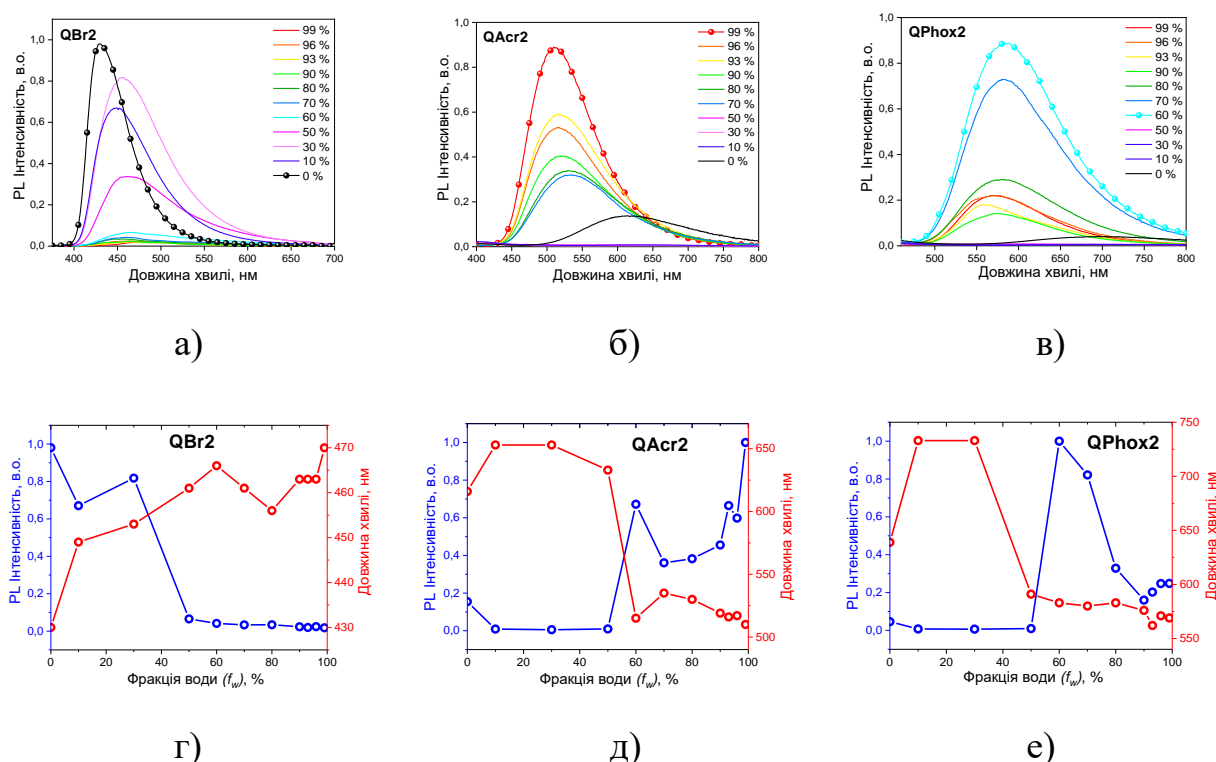 QBr2
PL Інтенсивність, в.о.
1,0
0,8
0,6
0,4
0,2
0,0
400 450 500 550 600 650 700
Довжина хвилі, нм
99 %
96 %
93 %
90 %
80 %
70 %
60 %
50 %
30 %
10 %
0 %
а)
QAcr2
PL Інтенсивність, в.о.
1,0
0,8
0,6
0,4
0,2
0,0
400 450 500 550 600 650 700 750 800
Довжина хвилі, нм
99 %
96 %
93 %
90 %
80 %
70 %
50 %
30 %
10 %
0 %
б)
QPhox2
PL Інтенсивність, в.о.
1,0
0,8
0,6
0,4
0,2
0,0
500 550 600 650 700 750 800
Довжина хвилі, нм
99 %
96 %
93 %
90 %
80 %
70 %
60 %
50 %
30 %
10 %
0 %
в)
QBr2
PL Інтенсивність, в.о.
1,0
0,8
0,6
0,4
0,2
0,0
0 20 40 60 80 100
Фракція води (fw), %
470
460
450
440
430
Довжина хвилі, нм
г)
QAcr2
PL Інтенсивність, в.о.
1,0
0,8
0,6
0,4
0,2
0,0
0 20 40 60 80 100
Фракція води (fw), %
650
600
550
500
Довжина хвилі, нм
д)
QPhox2
PL Інтенсивність, в.о.
1,0
0,8
0,6
0,4
0,2
0,0
0 20 40 60 80 100
Фракція води (fw), %
750
700
650
600
550
Довжина хвилі, нм
е)